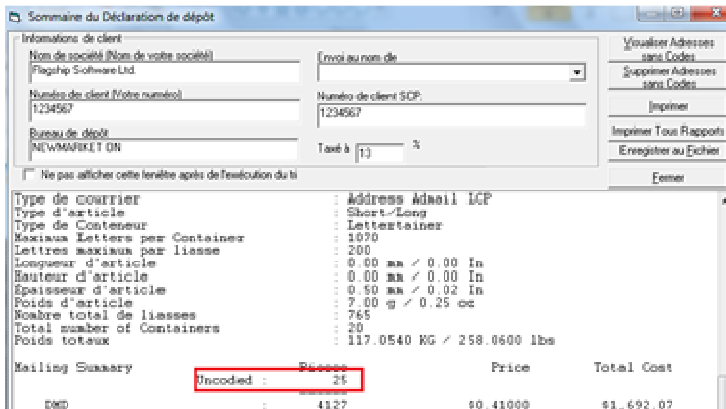 Sommaire du Déclaration de dépôt
Informations de client
Nom de société (Nom de votre société)
Flagship Software Ltd.
Envoi au nom de
Numéro de client (Votre numéro)
1234567
Numéro de client SCP:
1234567
Bureau de dépôt
NEWMARKET ON
Taxé à 13 %
Ne pas afficher cette fenêtre après de l'exécution du tri
Visualiser Adresses
sans Codes
Supprimer Adresses
sans Codes
Imprimer
Imprimer Tous Rapports
Enregistrer au Fichier
Fermer
Type de courrier : Address Admail LCP
Type d'article : Short/Long
Type de Conteneur : Lettertainer
Maximum Letters per Container : 1070
Lettres maximum par liasse : 200
Longueur d'article : 0.00 mm / 0.00 In
Hauteur d'article : 0.00 mm / 0.00 In
Épaisseur d'article : 0.50 mm / 0.02 In
Poids d'article : 7.00 g / 0.25 oz
Nombre total de liasses : 765
Total number of Containers : 20
Poids totaux : 117.0540 KG / 258.0600 lbs
Mailing Summary Pieces Price Total Cost
Uncoded : 25
DMD : 4127 $0.41000 $1,692.07